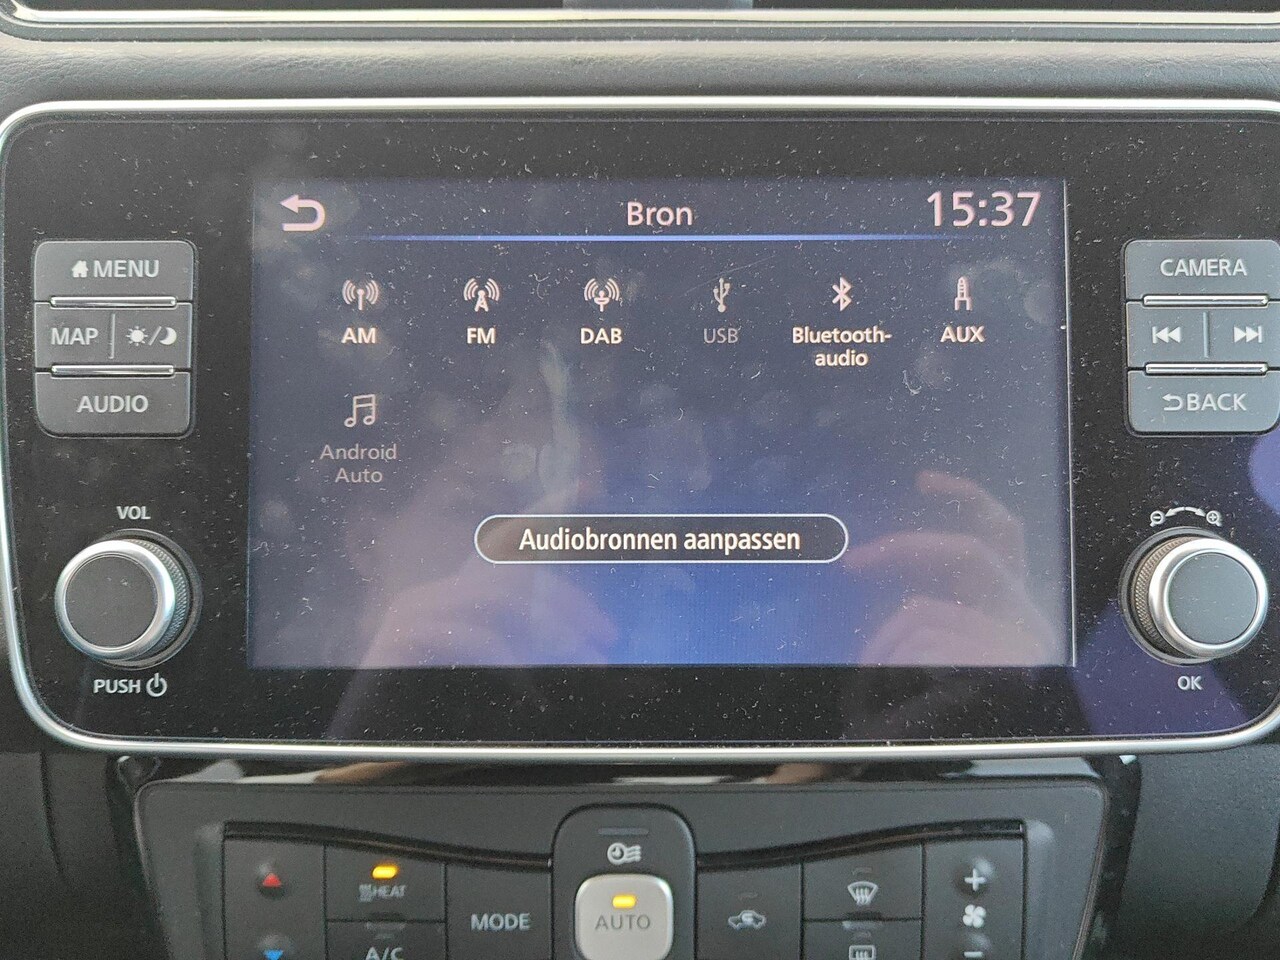 Bron
15:37
MENU
MAP
AUDIO
AM
FM
DAB
USB
Bluetooth-
audio
AUX
Android
Auto
Audiobronnen aanpassen
CAMERA
BACK
VOL
PUSH
OK
HEAT
A/C
MODE
AUTO